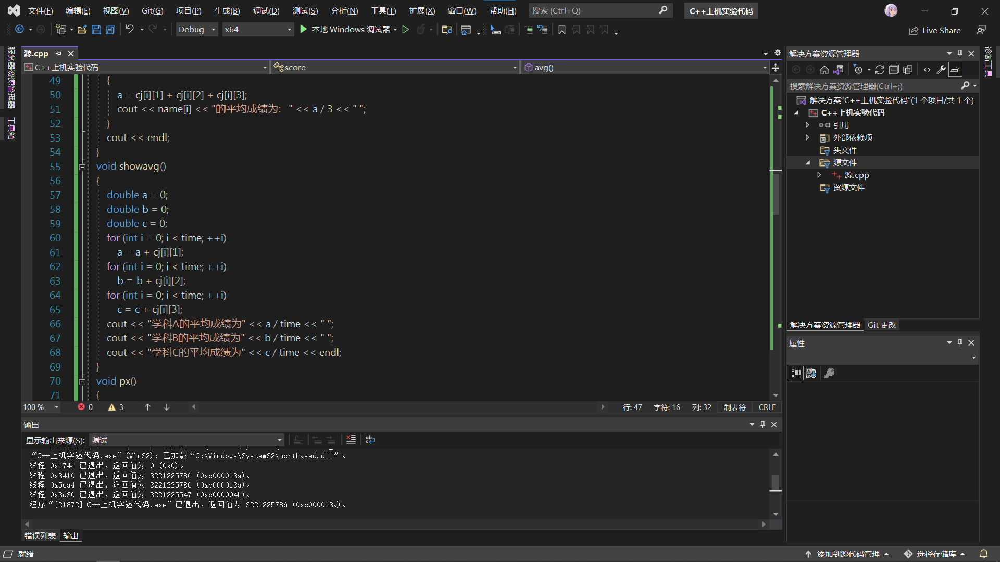 文件(F) 编辑(E) 视图(V) Git(G) 项目(P) 生成(B) 调试(D) 测试(S) 分析(N) 工具(T) 扩展(X) 窗口(W) 帮助(H) 搜索 (Ctrl+Q) C++上机实验代码
Debug x64 本地 Windows 调试器 Live Share
服务器资源管理器
工具箱
源.cpp
C++上机实验代码 score avg()
49 {
50 a = cj[i][1] + cj[i][2] + cj[i][3];
51 cout << name[i] << "的平均成绩为： " << a / 3 << " ";
52 }
53 cout << endl;
54 }
55 void showavg()
56 {
57 double a = 0;
58 double b = 0;
59 double c = 0;
60 for (int i = 0; i < time; ++i)
61 a = a + cj[i][1];
62 for (int i = 0; i < time; ++i)
63 b = b + cj[i][2];
64 for (int i = 0; i < time; ++i)
65 c = c + cj[i][3];
66 cout << "学科A的平均成绩为" << a / time << " ";
67 cout << "学科B的平均成绩为" << b / time << " ";
68 cout << "学科C的平均成绩为" << c / time << endl;
69 }
70 void px()
71 {
100 % 0 3 行: 47 字符: 16 列: 32 制表符 CRLF
输出
显示输出来源(S): 调试
“C++上机实验代码.exe”(Win32): 已加载“C:\Windows\System32\ucrtbased.dll”。
线程 0x174c 已退出，返回值为 0 (0x0)。
线程 0x3410 已退出，返回值为 3221225786 (0xc000013a)。
线程 0x5ea4 已退出，返回值为 3221225786 (0xc000013a)。
线程 0x3d30 已退出，返回值为 3221225547 (0xc000004b)。
程序“[21872] C++上机实验代码.exe”已退出，返回值为 3221225786 (0xc000013a)。
错误列表 输出
解决方案资源管理器
搜索解决方案资源管理器(Ctrl+;)
解决方案“C++上机实验代码”(1 个项目/共 1 个)
C++上机实验代码
引用
外部依赖项
头文件
源文件
源.cpp
资源文件
解决方案资源管理器 Git 更改
属性
诊断工具
就绪 添加到源代码管理 选择存储库